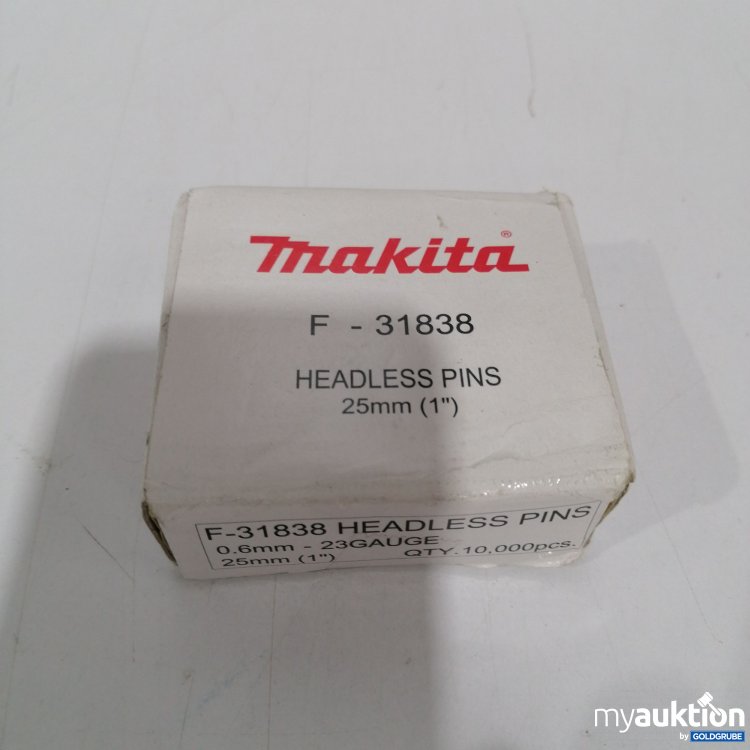 makita®
F - 31838
HEADLESS PINS
25mm (1")
F-31838 HEADLESS PINS
0.6mm - 23GAUGE
25mm (1") QTY.10,000pcs.
myauktion
by GOLDGRUBE